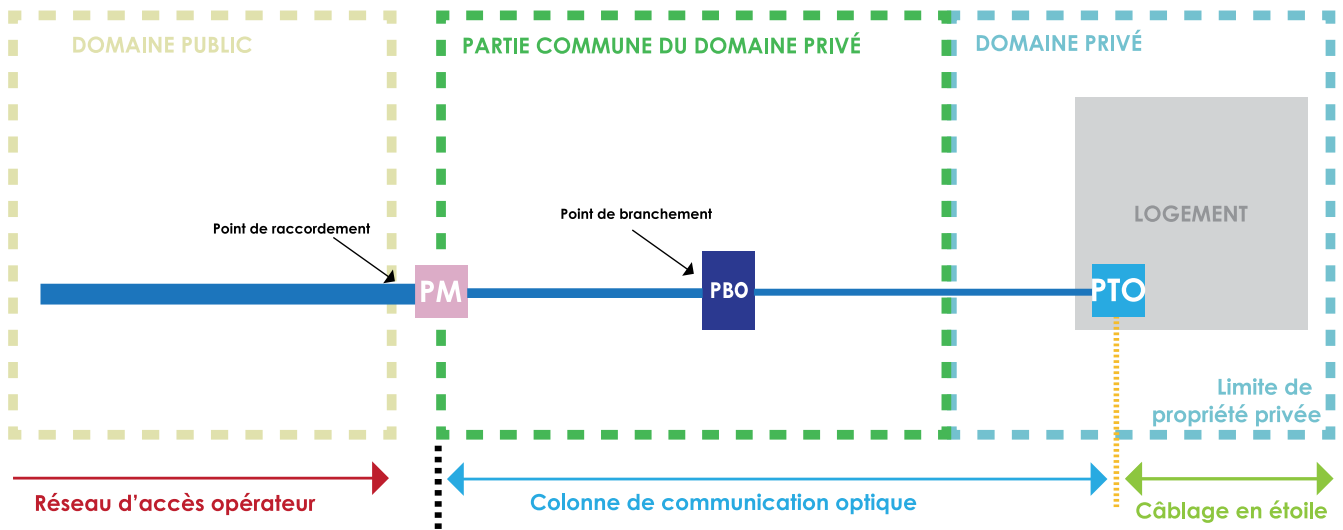 DOMAINE PUBLIC
PARTIE COMMUNE DU DOMAINE PRIVÉ
DOMAINE PRIVÉ
Point de raccordement
Point de branchement
LOGEMENT
PM
PBO
PTO
Limite de
propriété privée
Réseau d'accès opérateur
Colonne de communication optique
Câblage en étoile